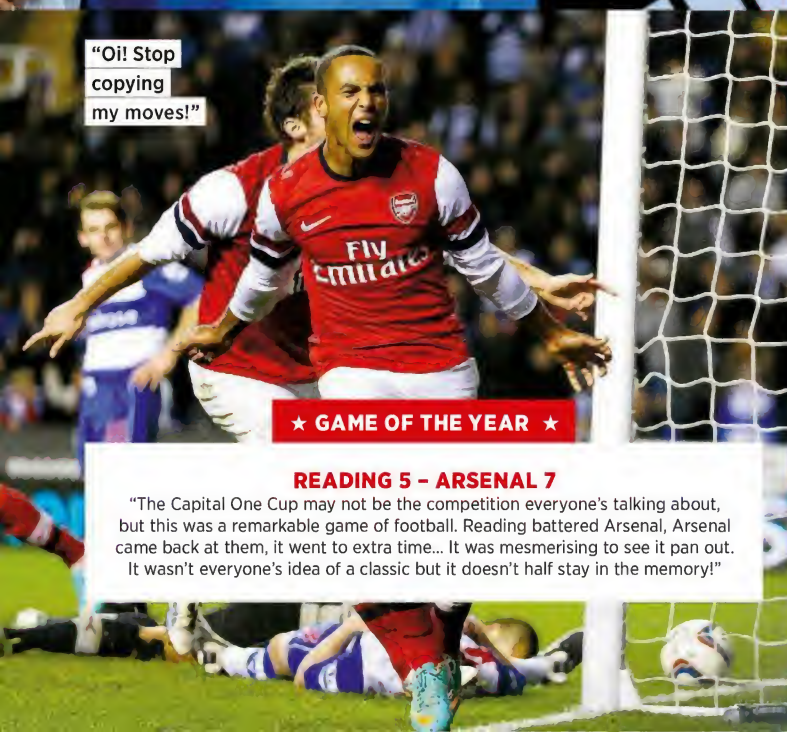 “Oi! Stop
copying
my moves!”
Arsenal
Fly
Emirates
★ GAME OF THE YEAR ★
READING 5 – ARSENAL 7
“The Capital One Cup may not be the competition everyone’s talking about,
but this was a remarkable game of football. Reading battered Arsenal, Arsenal
came back at them, it went to extra time... It was mesmerising to see it pan out.
It wasn’t everyone’s idea of a classic but it doesn’t half stay in the memory!”